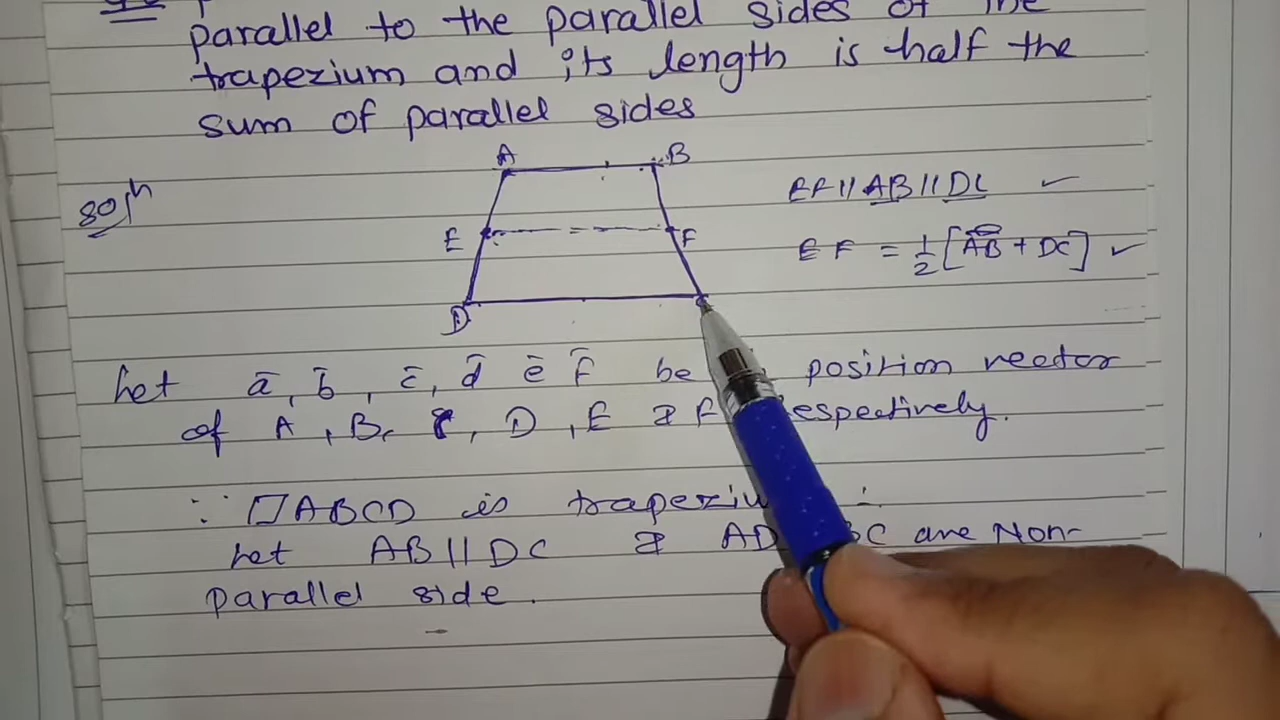 parallel to the parallel sides of the
trapezium and its length is half the
sum of parallel sides
Solⁿ
A B
EF || AB || DC ✓
E F
EF = 1/2 [AB + DC] ✓
D
Let ā, b̄, c̄, d̄ ē f̄ be position vector
of A, B, C, D, E & F respectively.
∵ □ABCD is trapezium ∴
Let AB || DC & AD BC are Non-
parallel side.